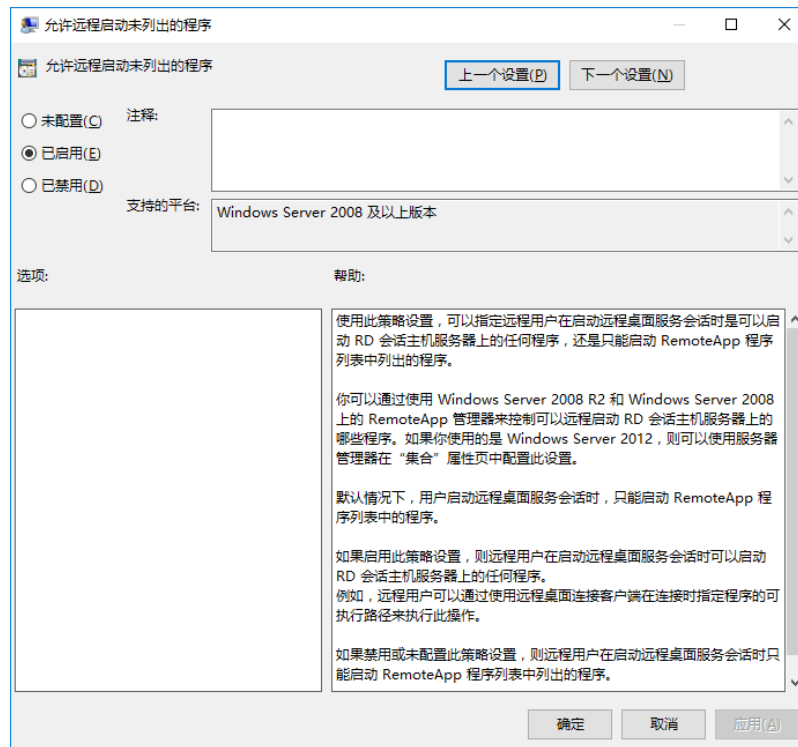 允许远程启动未列出的程序
允许远程启动未列出的程序
上一个设置(P)
下一个设置(N)
未配置(C)
注释:
已启用(E)
已禁用(D)
支持的平台:
Windows Server 2008 及以上版本
选项:
帮助:
使用此策略设置，可以指定远程用户在启动远程桌面服务会话时是可以启
动 RD 会话主机服务器上的任何程序，还是只能启动 RemoteApp 程序
列表中列出的程序。
你可以通过使用 Windows Server 2008 R2 和 Windows Server 2008
上的 RemoteApp 管理器来控制可以远程启动 RD 会话主机服务器上的
哪些程序。如果你使用的是 Windows Server 2012，则可以使用服务器
管理器在“集合”属性页中配置此设置。
默认情况下，用户启动远程桌面服务会话时，只能启动 RemoteApp 程
序列表中的程序。
如果启用此策略设置，则远程用户在启动远程桌面服务会话时可以启动
RD 会话主机服务器上的任何程序。
例如，远程用户可以通过使用远程桌面连接客户端在连接时指定程序的可
执行路径来执行此操作。
如果禁用或未配置此策略设置，则远程用户在启动远程桌面服务会话时只
能启动 RemoteApp 程序列表中列出的程序。
确定
取消
应用(A)